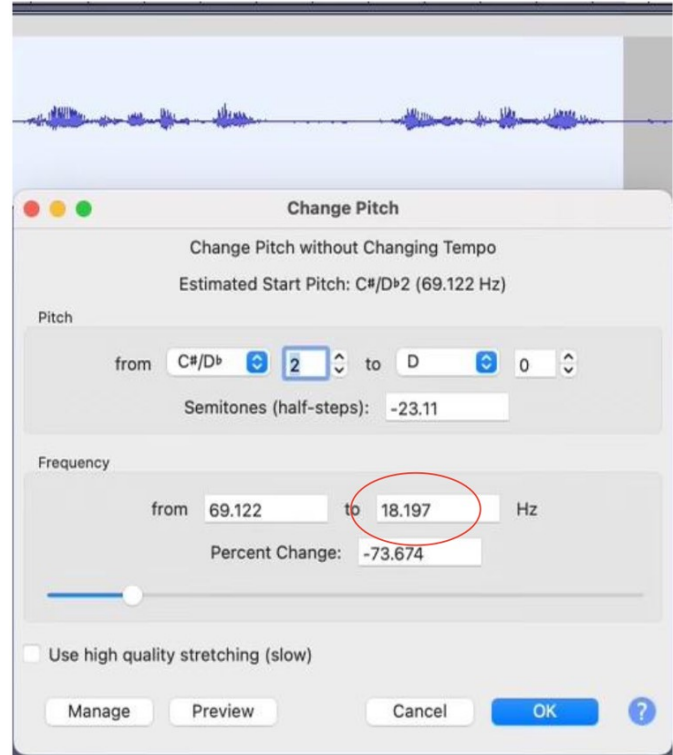 Change Pitch
Change Pitch without Changing Tempo
Estimated Start Pitch: C#/D♭2 (69.122 Hz)
Pitch
from C#/D♭ 2 to D 0
Semitones (half-steps): -23.11
Frequency
from 69.122 to 18.197 Hz
Percent Change: -73.674
Use high quality stretching (slow)
Manage Preview Cancel OK ?